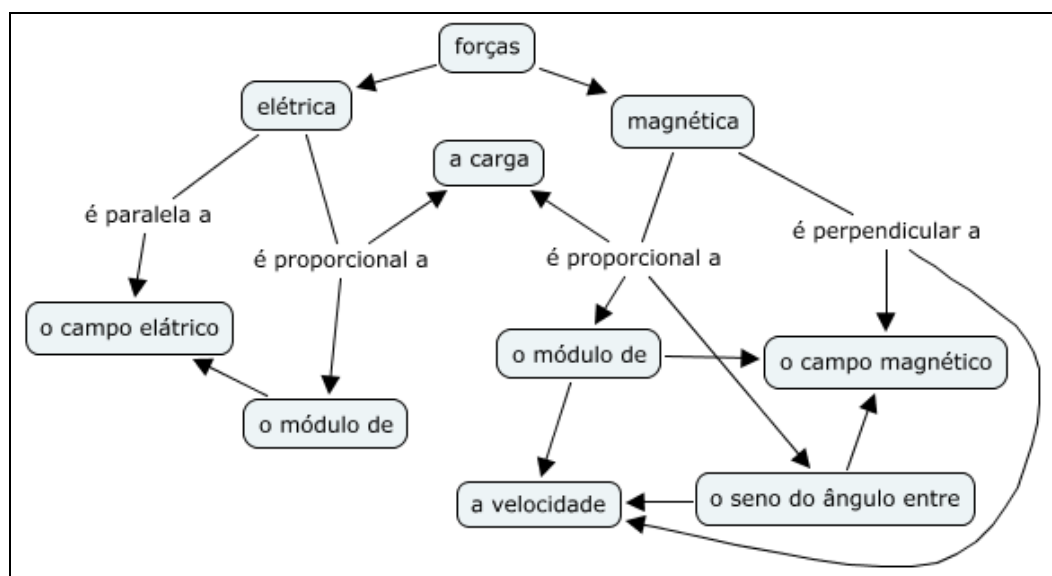 forças
elétrica
magnética
a carga
é paralela a
é perpendicular a
é proporcional a
é proporcional a
o campo elátrico
o módulo de
o campo magnético
o módulo de
a velocidade
o seno do ângulo entre